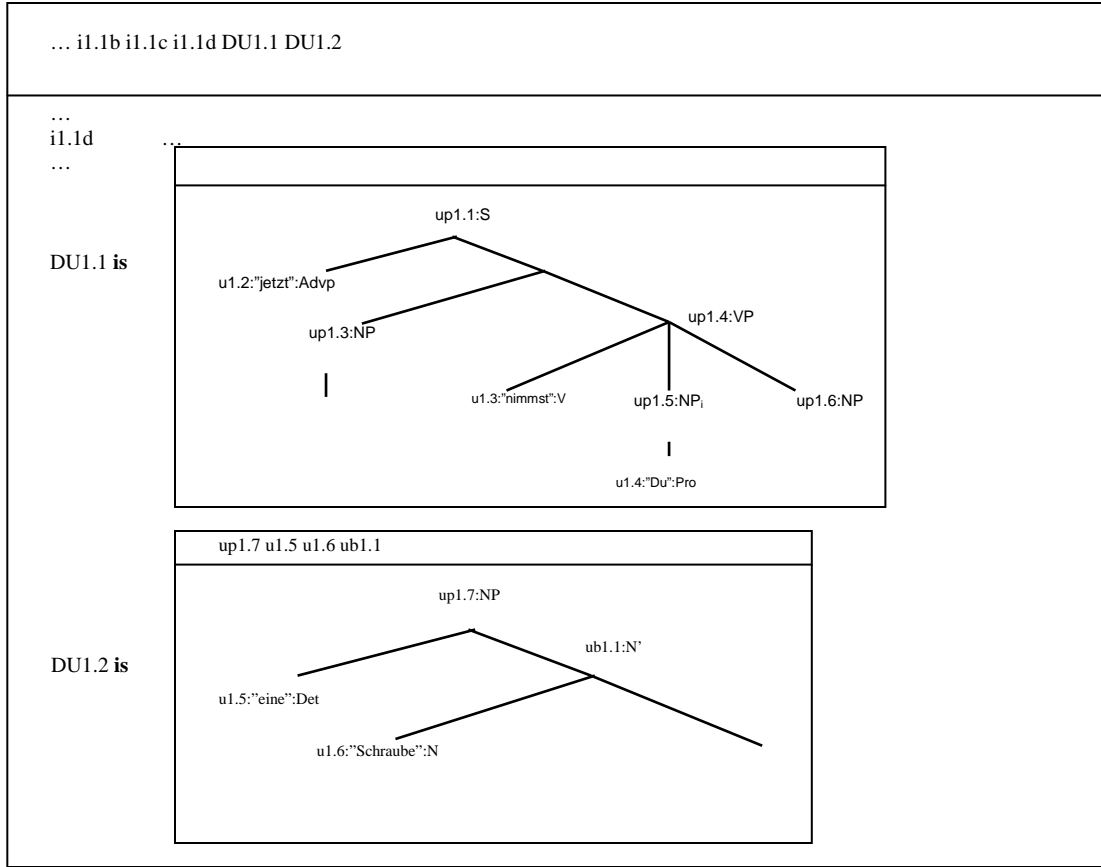 … i1.1b i1.1c i1.1d DU1.1 DU1.2
…
i1.1d …
…
DU1.1 is
up1.1:S
u1.2:”jetzt”:Advp
up1.3:NP
up1.4:VP
u1.3:”nimmst”:V
up1.5:NPi
up1.6:NP
u1.4:”Du”:Pro
up1.7 u1.5 u1.6 ub1.1
up1.7:NP
ub1.1:N’
DU1.2 is
u1.5:”eine”:Det
u1.6:”Schraube”:N